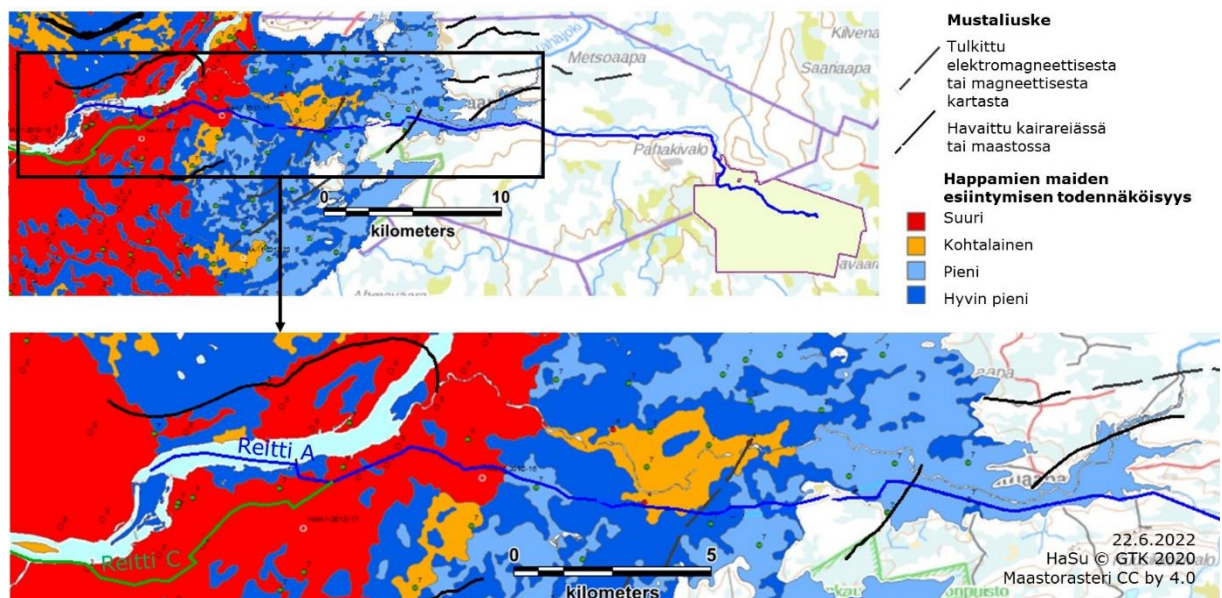 Vähäjoki
Metsoaapa
Kilvena
Saariaapa
Pahakivalo
0
10
kilometers
Mustaliuske
Tulkittu
elektromagneettisesta
tai magneettisesta
kartasta
Havaittu kairareiässä
tai maastossa
Happamien maiden
esiintymisen todennäköisyys
Suuri
Kohtalainen
Pieni
Hyvin pieni
Reitti A
Reitti C
0
5
kilometers
22.6.2022
HaSu © GTK 2020
Maastorasteri CC by 4.0